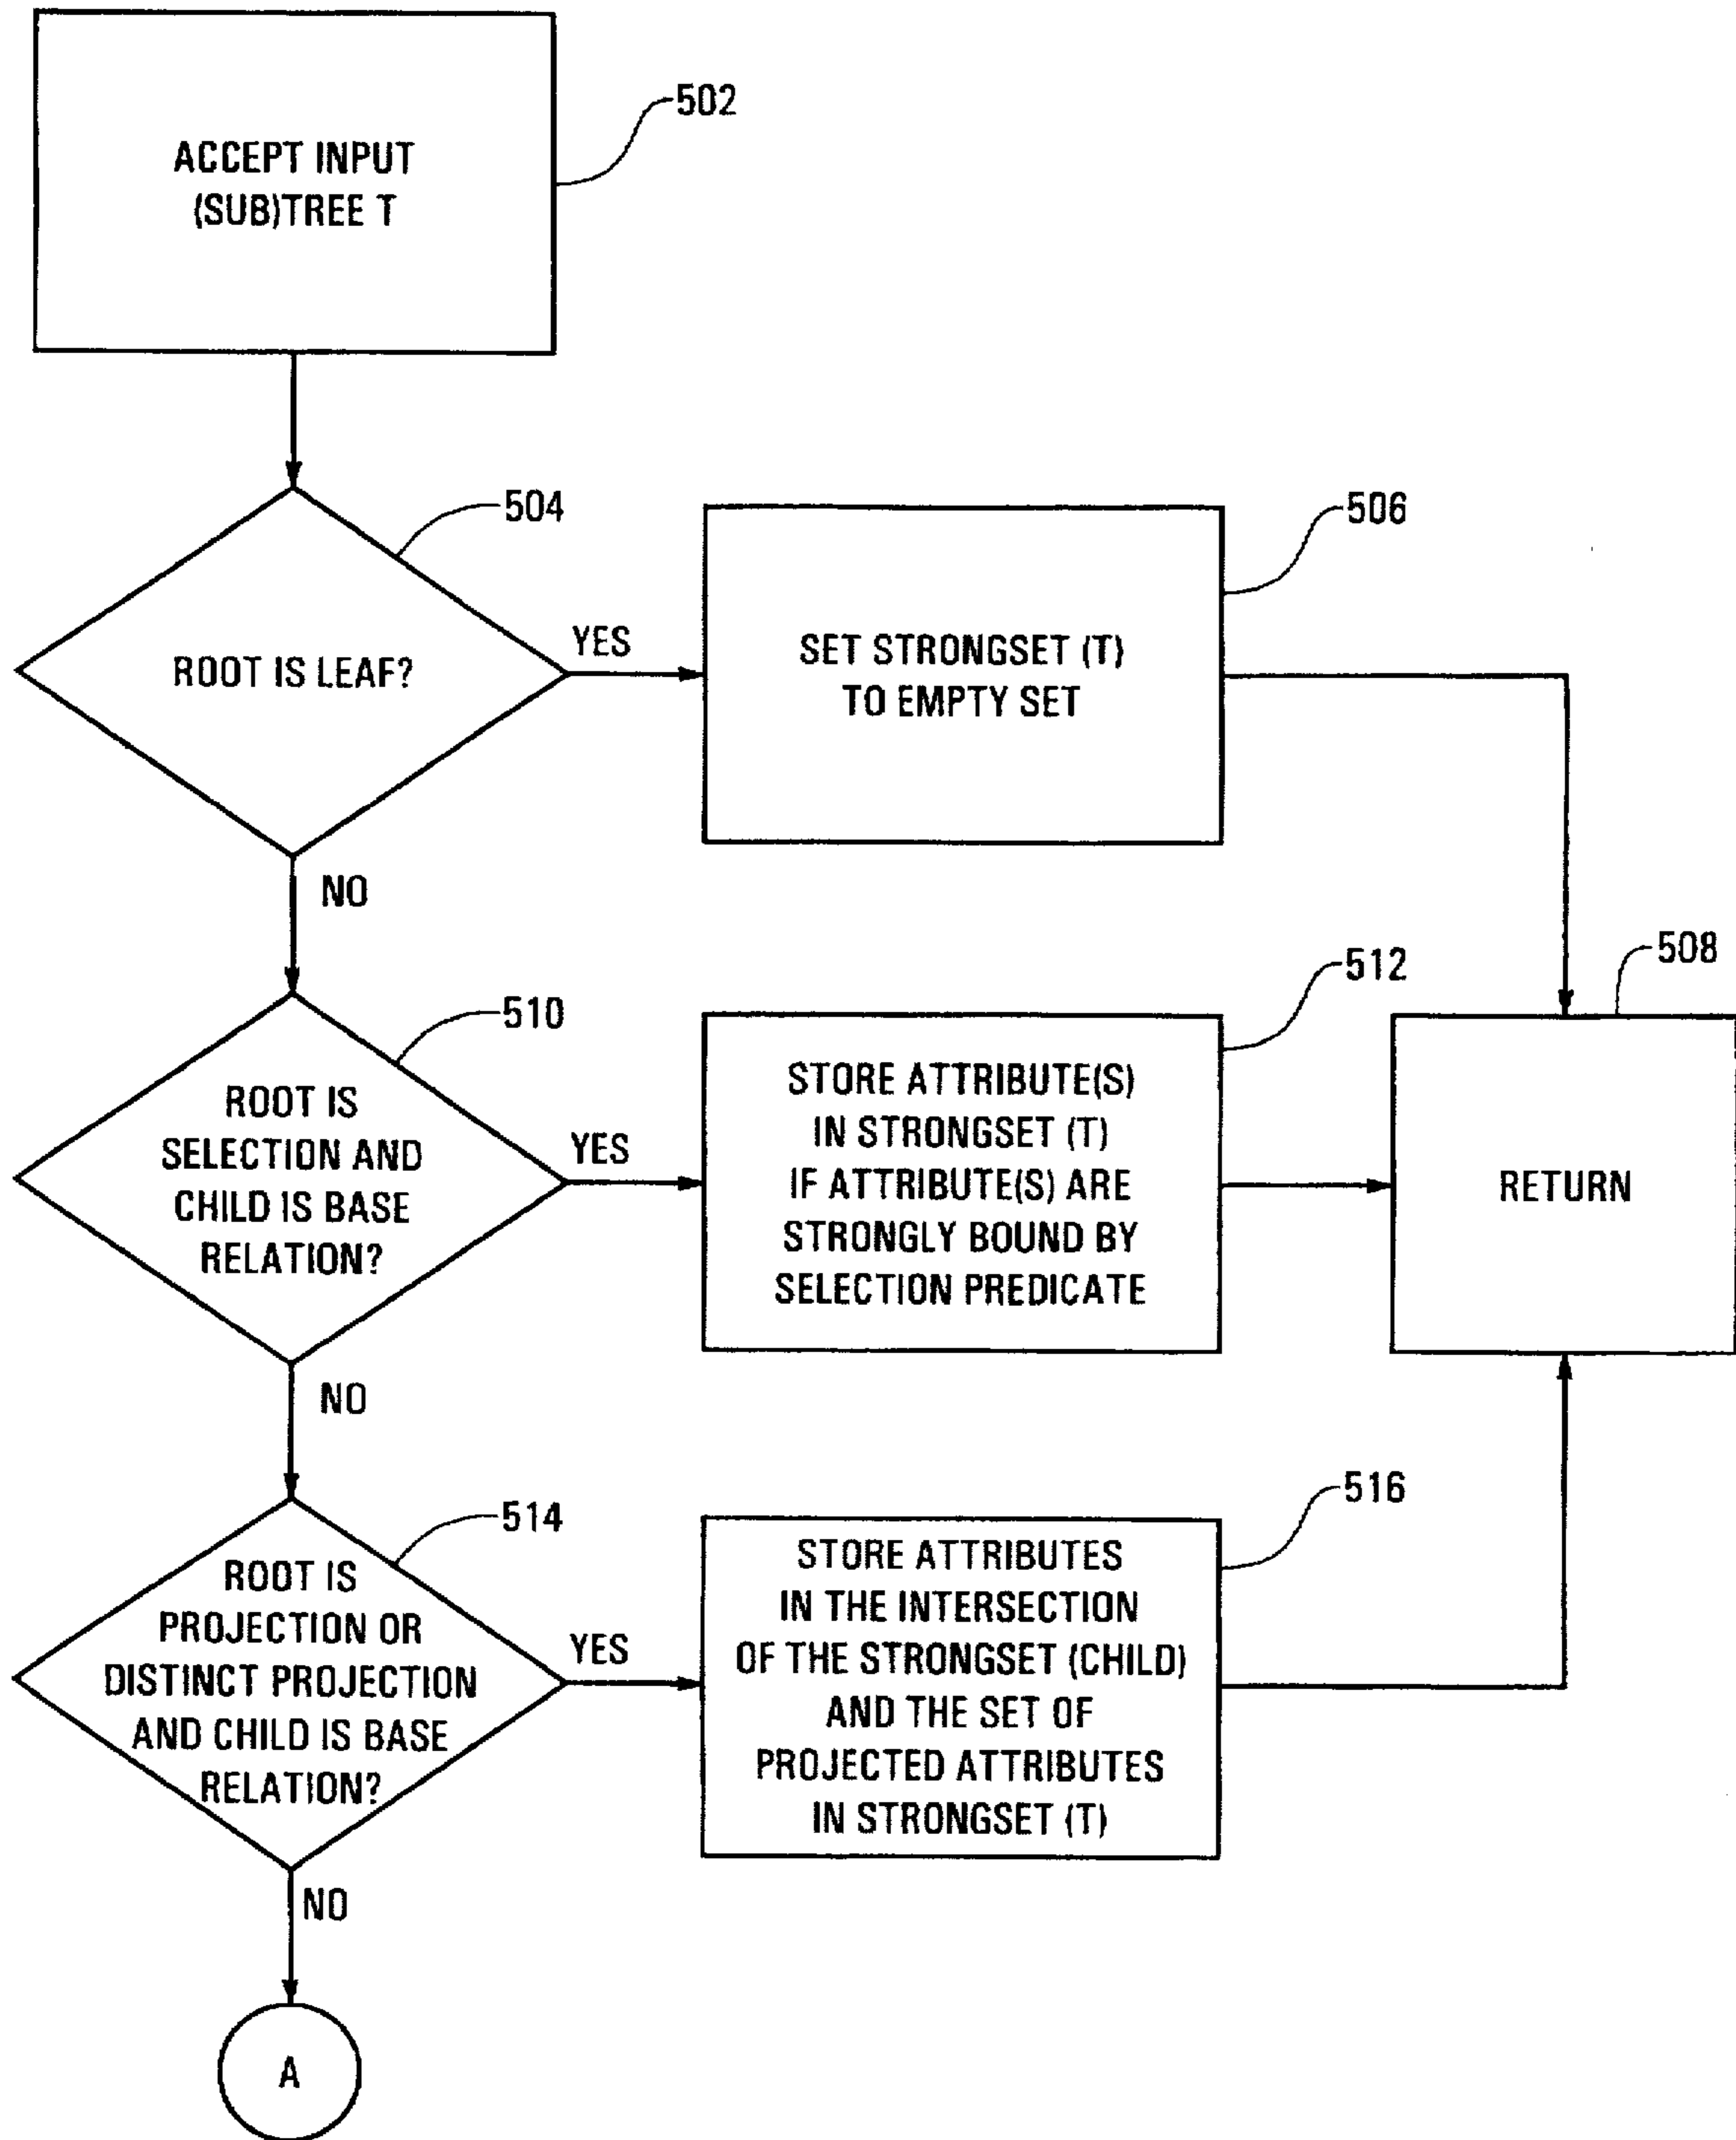 ACCEPT INPUT
(SUB)TREE T
502
504
ROOT IS LEAF?
YES
NO
506
SET STRONGSET (T)
TO EMPTY SET
508
RETURN
510
ROOT IS
SELECTION AND
CHILD IS BASE
RELATION?
YES
NO
512
STORE ATTRIBUTE(S)
IN STRONGSET (T)
IF ATTRIBUTE(S) ARE
STRONGLY BOUND BY
SELECTION PREDICATE
514
ROOT IS
PROJECTION OR
DISTINCT PROJECTION
AND CHILD IS BASE
RELATION?
YES
NO
516
STORE ATTRIBUTES
IN THE INTERSECTION
OF THE STRONGSET (CHILD)
AND THE SET OF
PROJECTED ATTRIBUTES
IN STRONGSET (T)
A